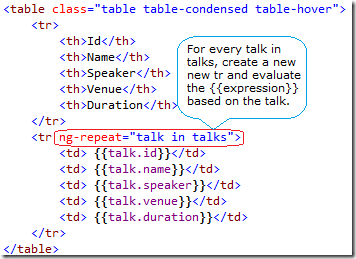 <table class="table table-condensed table-hover">
<tr>
<th>Id</th>
<th>Name</th>
<th>Speaker</th>
<th>Venue</th>
<th>Duration</th>
</tr>
For every talk in
talks, create a new
new tr and evaluate
the {{expression}}
based on the talk.
<tr ng-repeat="talk in talks">
<td> {{talk.id}}</td>
<td> {{talk.name}}</td>
<td> {{talk.speaker}}</td>
<td> {{talk.venue}}</td>
<td> {{talk.duration}}</td>
</tr>
</table>